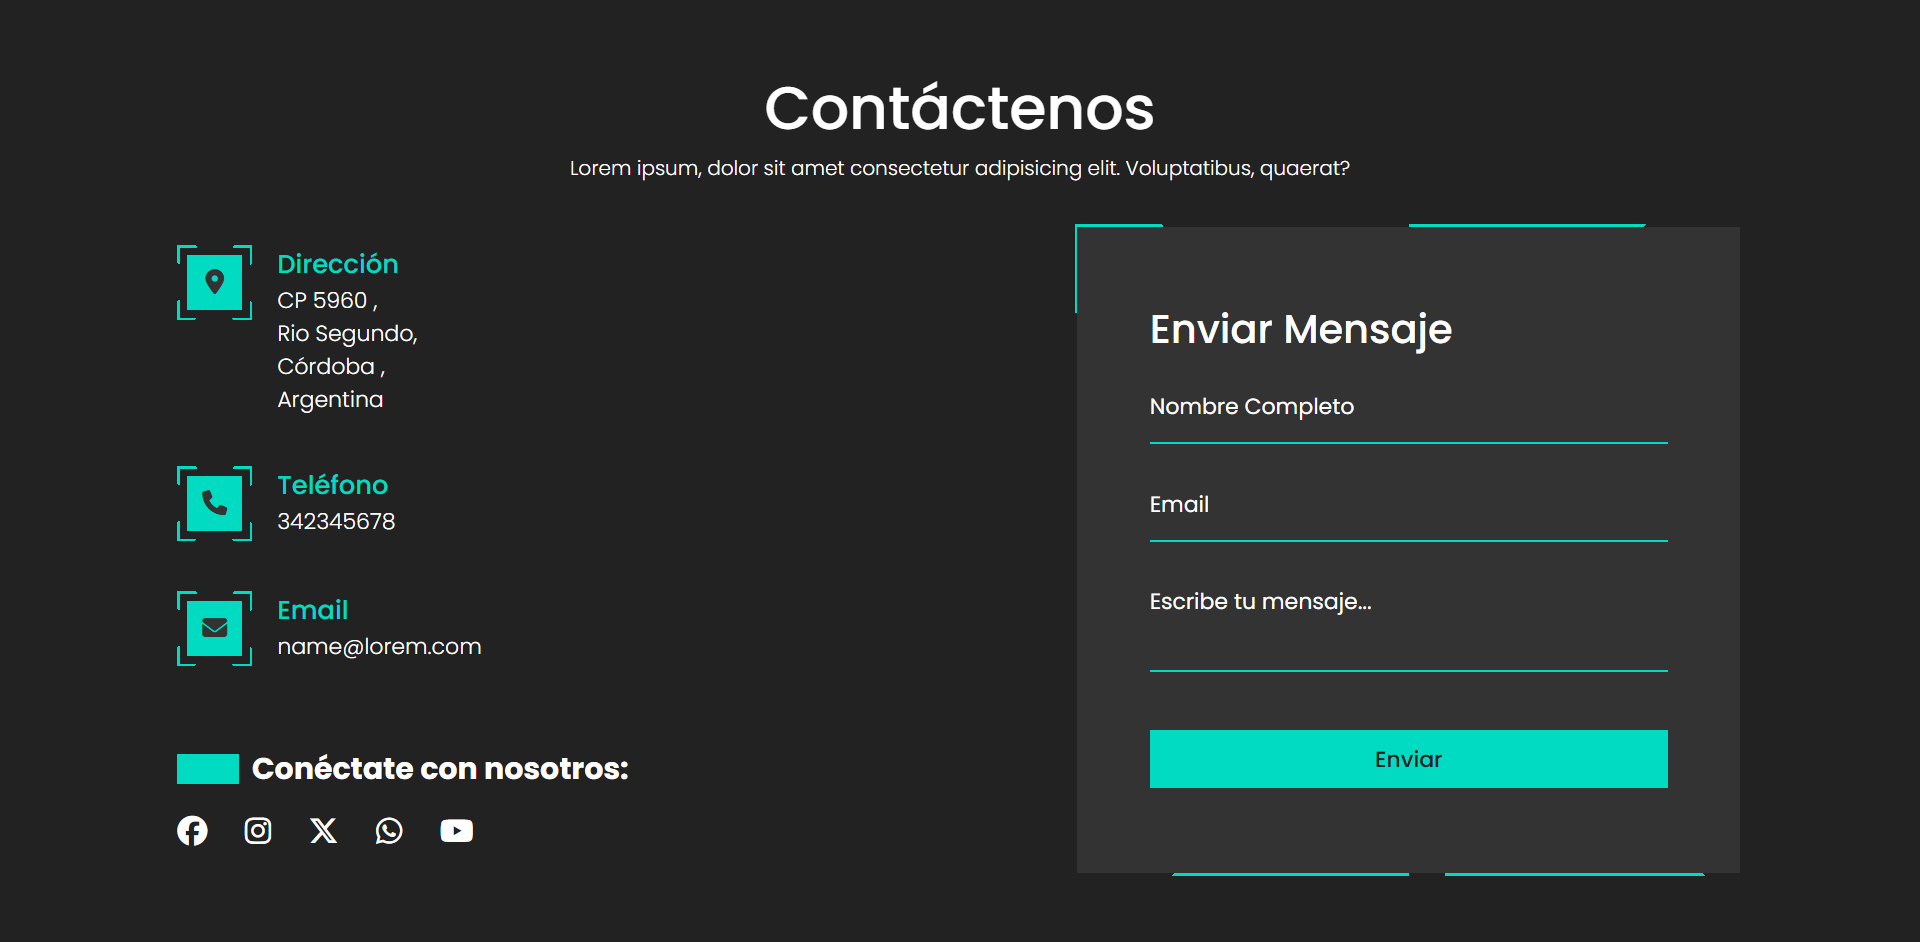 Contáctenos
Lorem ipsum, dolor sit amet consectetur adipisicing elit. Voluptatibus, quaerat?
Dirección
CP 5960 ,
Rio Segundo,
Córdoba ,
Argentina
Teléfono
342345678
Email
name@lorem.com
Conéctate con nosotros:
Enviar Mensaje
Nombre Completo
Email
Escribe tu mensaje...
Enviar